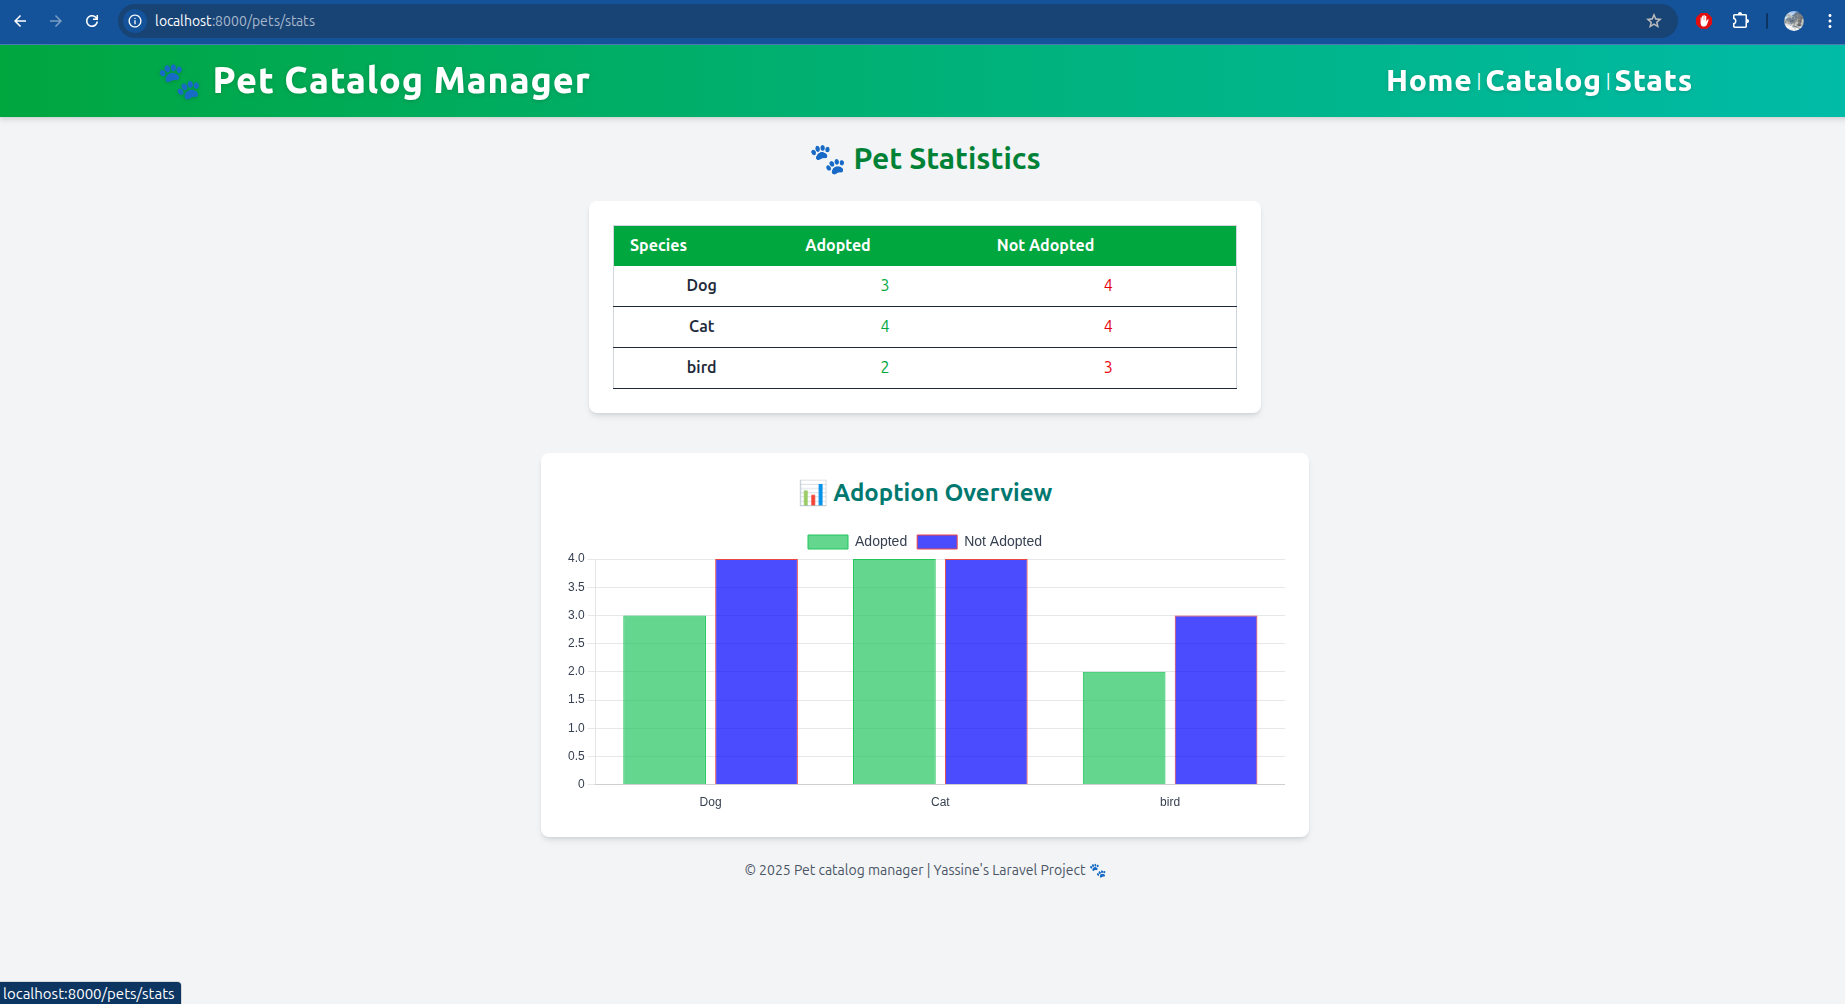 localhost:8000/pets/stats
Pet Catalog Manager
Home | Catalog | Stats
Pet Statistics
Species Adopted Not Adopted
Dog 3 4
Cat 4 4
bird 2 3
Adoption Overview
Adopted Not Adopted
4.0
3.5
3.0
2.5
2.0
1.5
1.0
0.5
0
Dog Cat bird
© 2025 Pet catalog manager | Yassine's Laravel Project
localhost:8000/pets/stats